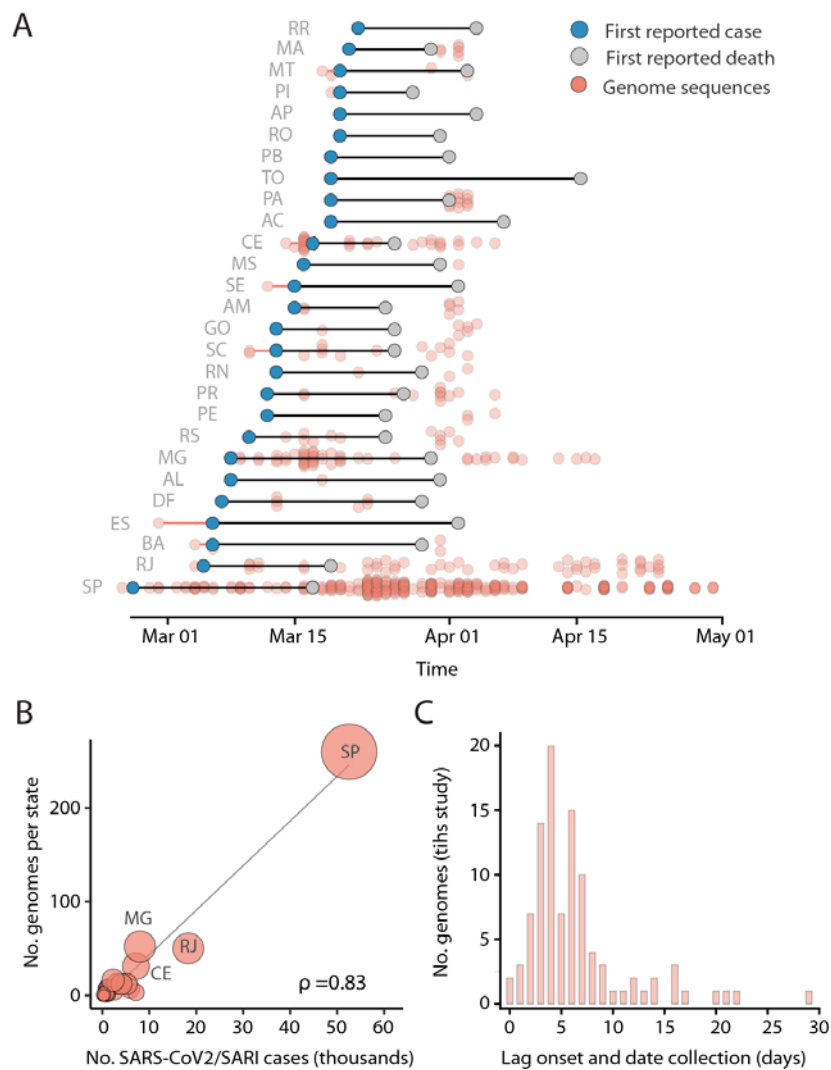 A
RR
First reported case
MA
First reported death
MT
Genome sequences
PI
AP
RO
PB
TO
PA
AC
CE
MS
SE
AM
GO
SC
RN
PR
PE
RS
MG
AL
DF
ES
BA
RJ
SP
Mar 01 Mar 15 Apr 01 Apr 15 May 01
Time
B
No. genomes per state
200
100
0
SP
MG
RJ
CE
ρ =0.83
0 10 20 30 40 50 60
No. SARS-CoV2/SARI cases (thousands)
C
No. genomes (tihs study)
20
15
10
5
0
0 5 10 15 20 25 30
Lag onset and date collection (days)